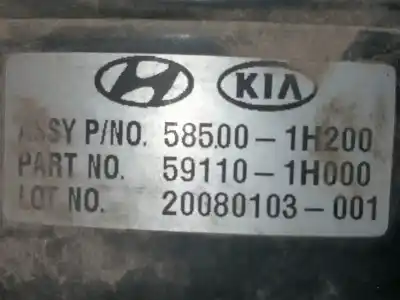 KIA
ASSY P/NO. 58500-1H200
PART NO. 59110-1H000
LOT NO. 20080103-001